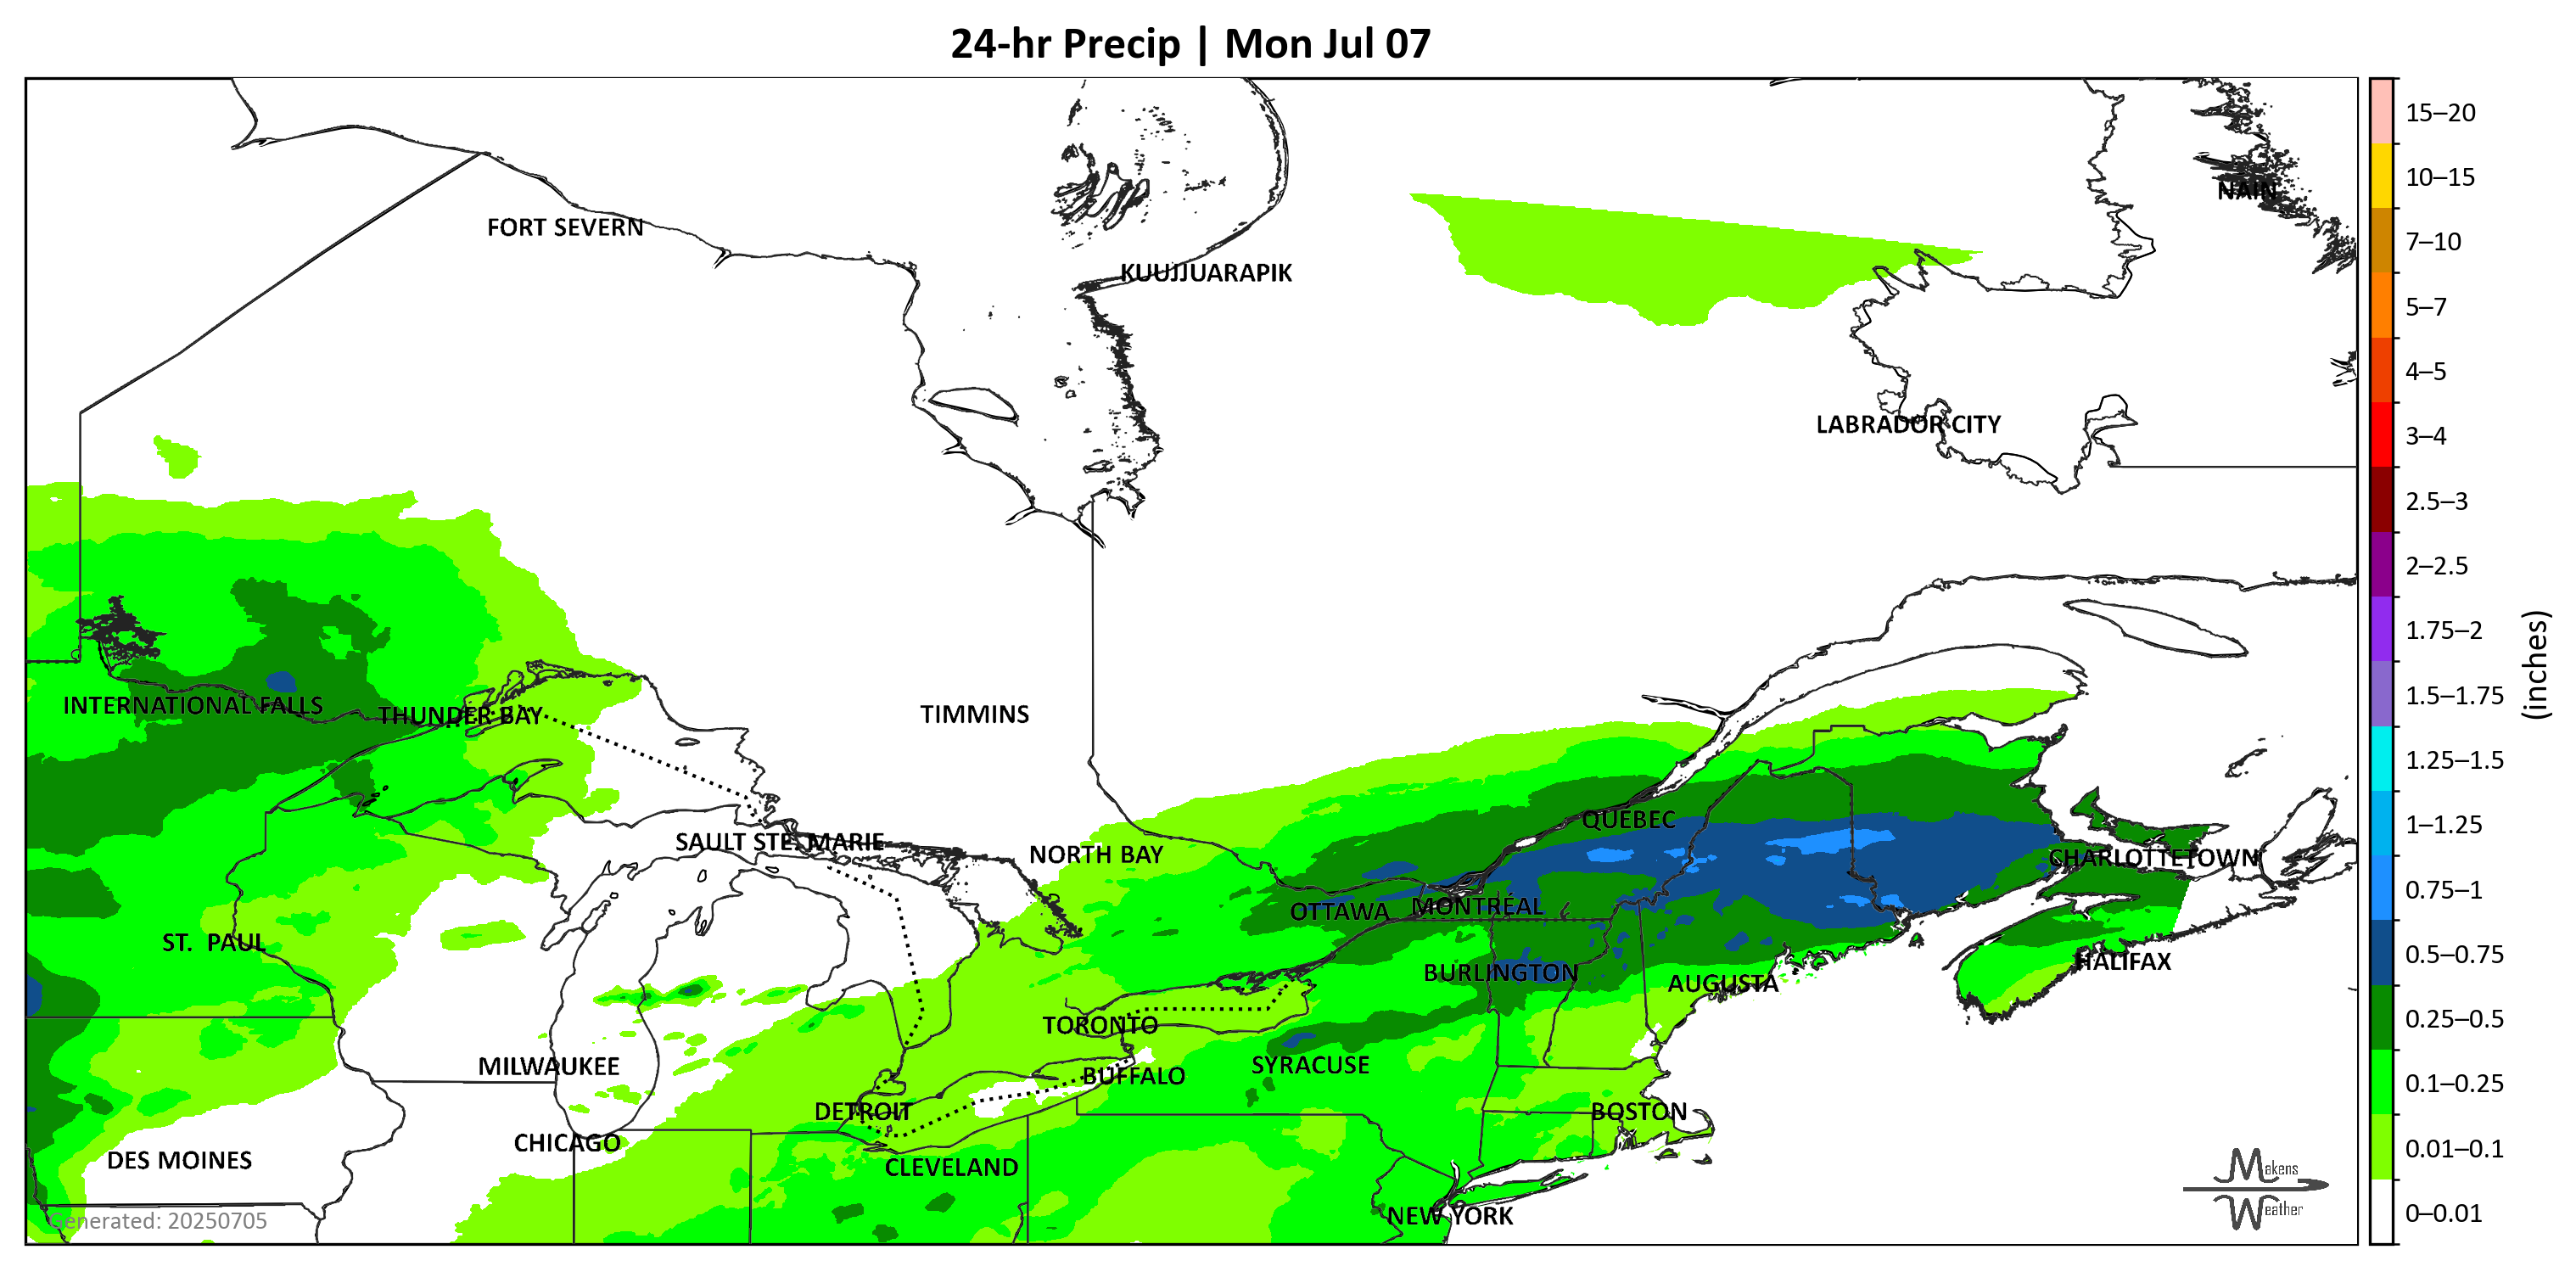 24-hr Precip | Mon Jul 07
15–20
NAIN
10–15
FORT SEVERN
7–10
KUUJJUARAPIK
5–7
4–5
LABRADOR CITY
3–4
2.5–3
2–2.5
1.75–2
(inches)
INTERNATIONAL FALLS
THUNDER BAY
TIMMINS
1.5–1.75
1.25–1.5
QUEBEC
1–1.25
SAULT STE. MARIE
NORTH BAY
CHARLOTTETOWN
0.75–1
OTTAWA
MONTRÉAL
ST. PAUL
BURLINGTON
HALIFAX
0.5–0.75
AUGUSTA
TORONTO
0.25–0.5
MILWAUKEE
SYRACUSE
BUFFALO
0.1–0.25
DETROIT
BOSTON
CHICAGO
0.01–0.1
DES MOINES
CLEVELAND
Makens
Weather
NEW YORK
0–0.01
Generated: 20250705